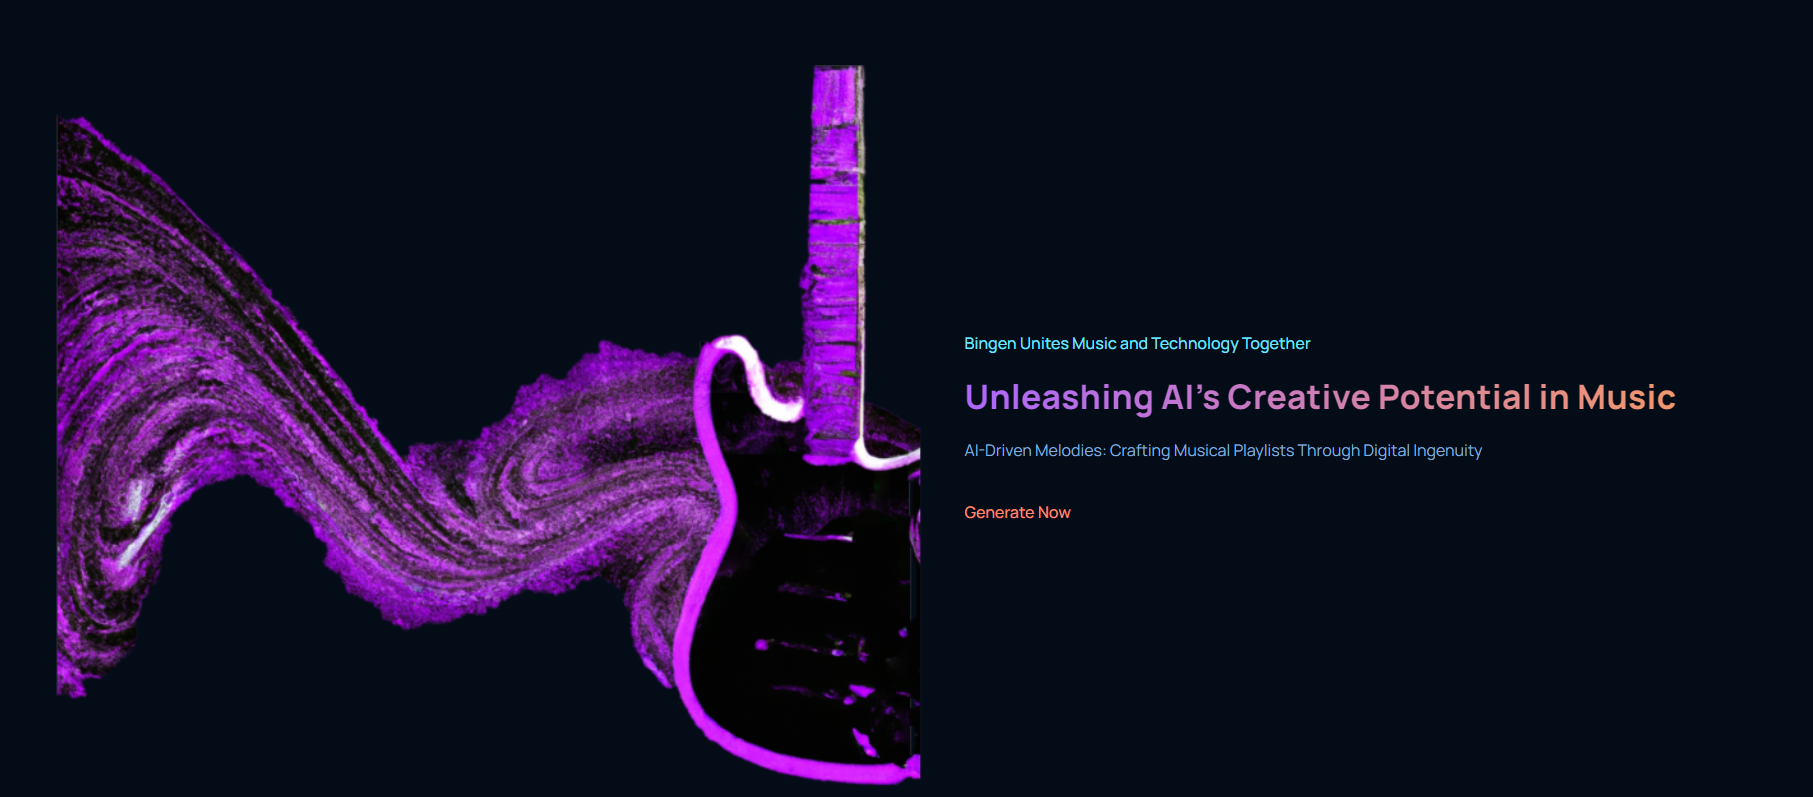 Bingen Unites Music and Technology Together
Unleashing AI's Creative Potential in Music
AI-Driven Melodies: Crafting Musical Playlists Through Digital Ingenuity
Generate Now